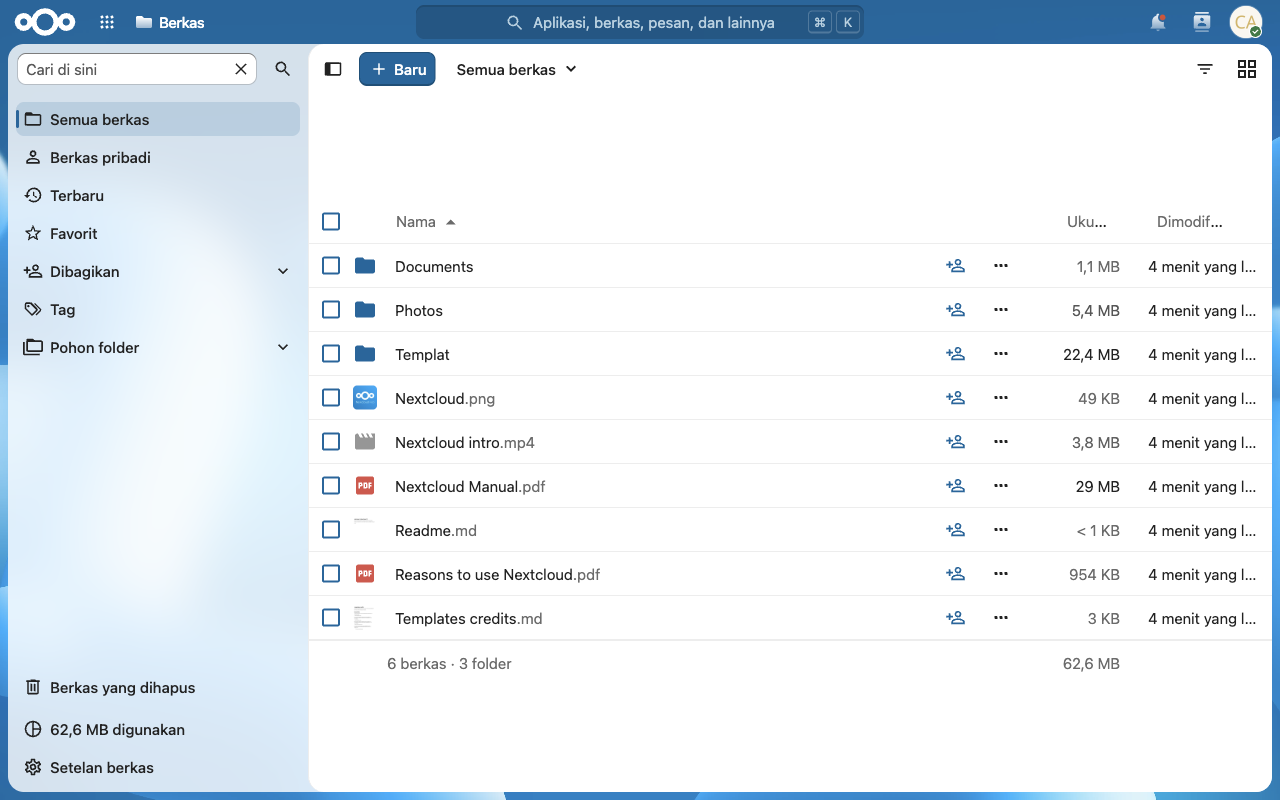 Berkas
Aplikasi, berkas, pesan, dan lainnya
⌘ K
CA
Cari di sini
Semua berkas
Berkas pribadi
Terbaru
Favorit
Dibagikan
Tag
Pohon folder
Berkas yang dihapus
62,6 MB digunakan
Setelan berkas
Baru
Semua berkas
Nama Uku... Dimodif...
Documents 1,1 MB 4 menit yang l...
Photos 5,4 MB 4 menit yang l...
Templat 22,4 MB 4 menit yang l...
Nextcloud.png 49 KB 4 menit yang l...
Nextcloud intro.mp4 3,8 MB 4 menit yang l...
PDF Nextcloud Manual.pdf 29 MB 4 menit yang l...
Readme.md < 1 KB 4 menit yang l...
PDF Reasons to use Nextcloud.pdf 954 KB 4 menit yang l...
Templates credits.md 3 KB 4 menit yang l...
6 berkas · 3 folder 62,6 MB